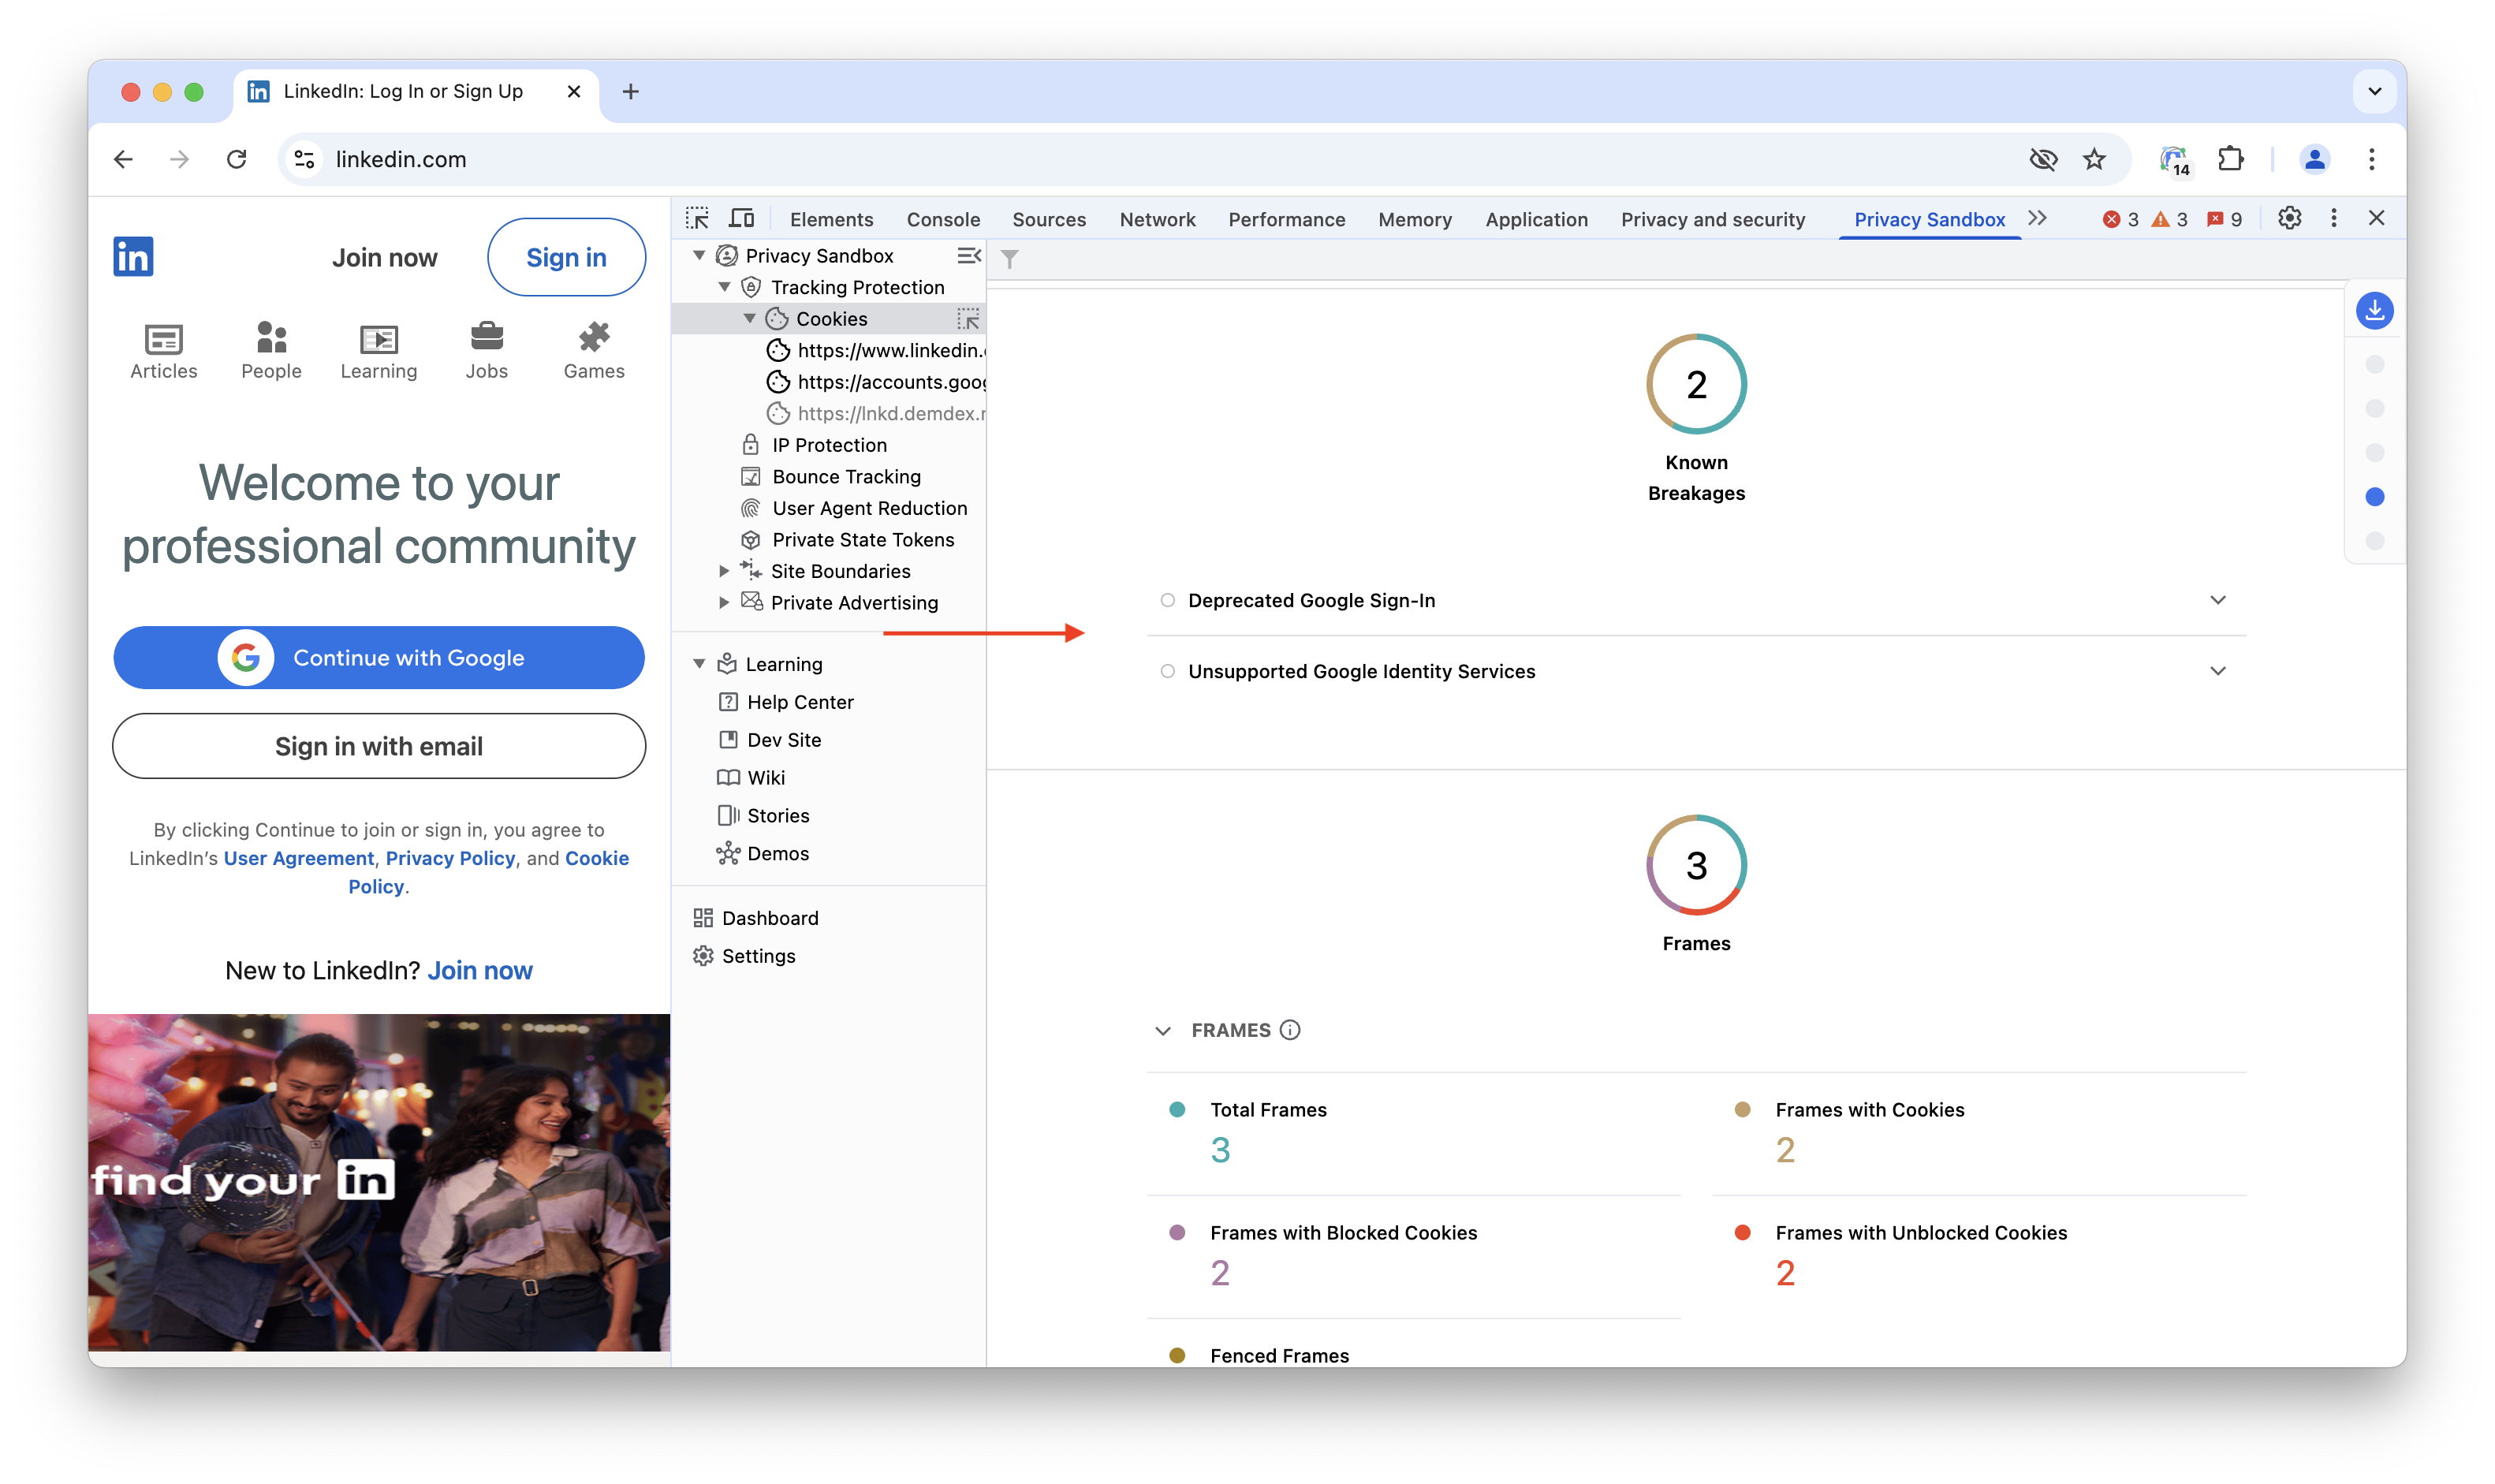 LinkedIn: Log In or Sign Up
linkedin.com
14
in
Join now
Sign in
Articles
People
Learning
Jobs
Games
Welcome to your
professional community
Continue with Google
Sign in with email
By clicking Continue to join or sign in, you agree to
LinkedIn’s User Agreement, Privacy Policy, and Cookie
Policy.
New to LinkedIn? Join now
find your in
Elements
Console
Sources
Network
Performance
Memory
Application
Privacy and security
Privacy Sandbox
3
3
9
Privacy Sandbox
Tracking Protection
Cookies
https://www.linkedin.
https://accounts.goog
https://lnkd.demdex.
IP Protection
Bounce Tracking
User Agent Reduction
Private State Tokens
Site Boundaries
Private Advertising
Learning
Help Center
Dev Site
Wiki
Stories
Demos
Dashboard
Settings
2
Known
Breakages
Deprecated Google Sign-In
Unsupported Google Identity Services
3
Frames
FRAMES
Total Frames
3
Frames with Cookies
2
Frames with Blocked Cookies
2
Frames with Unblocked Cookies
2
Fenced Frames